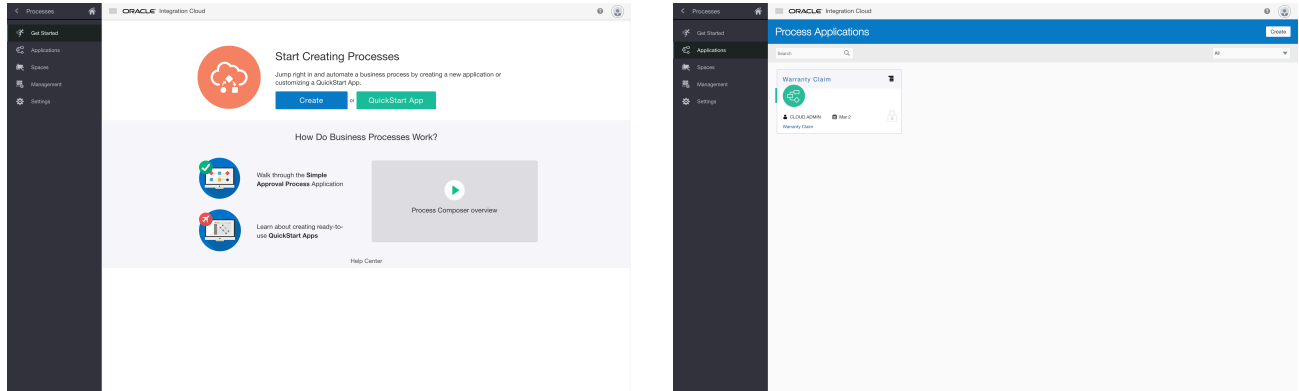 Processes
ORACLE Integration Cloud
Get Started
Applications
Spaces
Management
Settings
Start Creating Processes
Jump right in and automate a business process by creating a new application or
customizing a QuickStart App.
Create or QuickStart App
How Do Business Processes Work?
Walk through the Simple
Approval Process Application
Process Composer overview
Learn about creating ready-to-
use QuickStart Apps
Help Center
Processes
ORACLE Integration Cloud
Get Started
Applications
Spaces
Management
Settings
Process Applications
Create
Search
All
Warranty Claim
CLOUD.ADMIN Mar 2
Warranty Claim